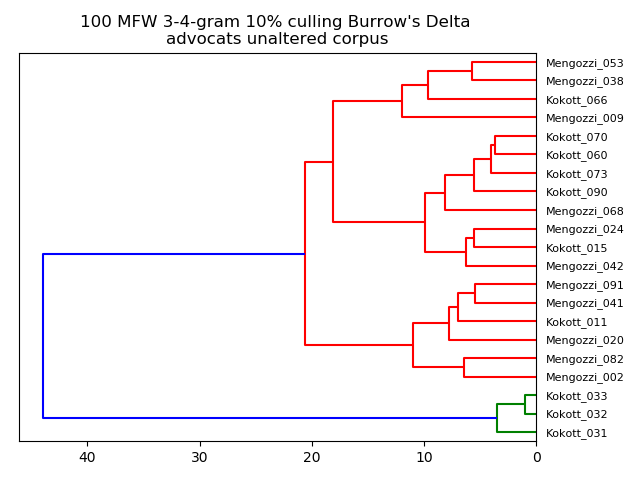 100 MFW 3-4-gram 10% culling Burrow's Delta
advocats unaltered corpus
Mengozzi_053
Mengozzi_038
Kokott_066
Mengozzi_009
Kokott_070
Kokott_060
Kokott_073
Kokott_090
Mengozzi_068
Mengozzi_024
Kokott_015
Mengozzi_042
Mengozzi_091
Mengozzi_041
Kokott_011
Mengozzi_020
Mengozzi_082
Mengozzi_002
Kokott_033
Kokott_032
Kokott_031
40 30 20 10 0